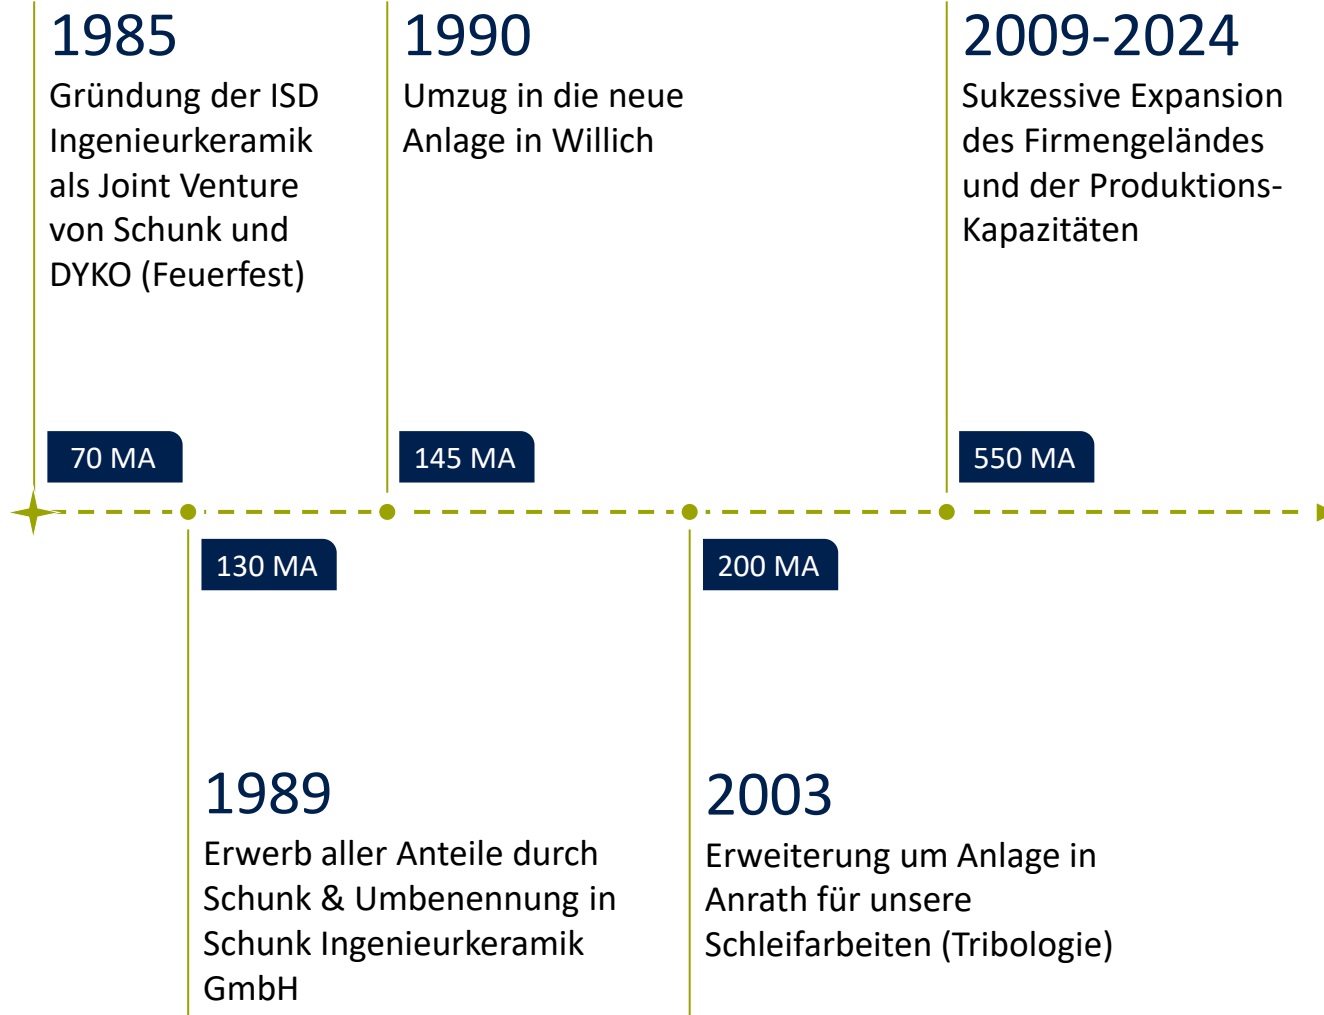 1985
Gründung der ISD
Ingenieurkeramik
als Joint Venture
von Schunk und
DYKO (Feuerfest)
70 MA
1990
Umzug in die neue
Anlage in Willich
145 MA
2009-2024
Sukzessive Expansion
des Firmengeländes
und der Produktions-
Kapazitäten
550 MA
130 MA
1989
Erwerb aller Anteile durch
Schunk & Umbenennung in
Schunk Ingenieurkeramik
GmbH
200 MA
2003
Erweiterung um Anlage in
Anrath für unsere
Schleifarbeiten (Tribologie)